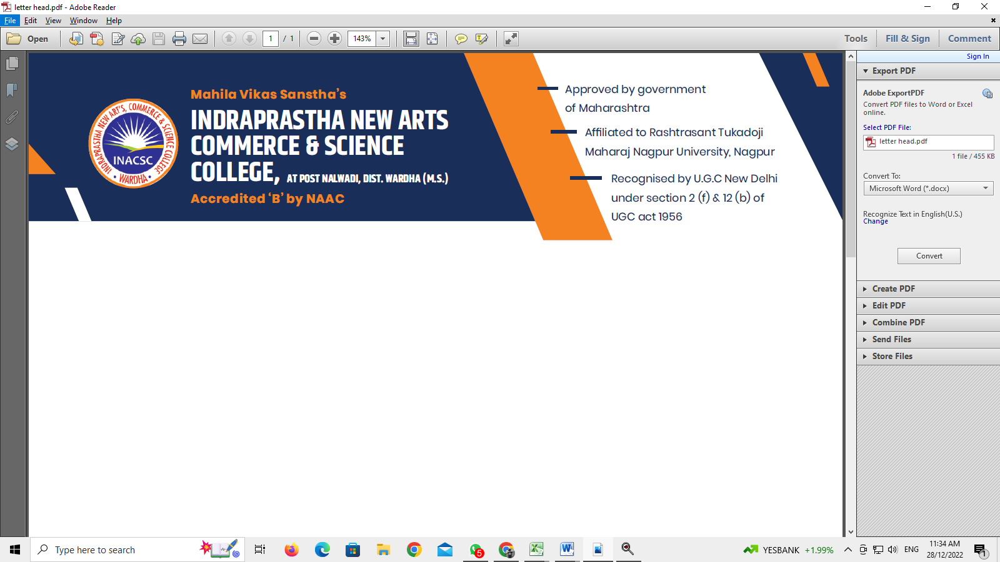 letter head.pdf - Adobe Reader
File Edit View Window Help
Open 1 / 1 143% Tools Fill & Sign Comment
Sign In
Export PDF
Adobe ExportPDF
Convert PDF files to Word or Excel
online.
Select PDF File:
letter head.pdf
1 file / 455 KB
Convert To:
Microsoft Word (*.docx)
Recognize Text in English(U.S.)
Change
Convert
Create PDF
Edit PDF
Combine PDF
Send Files
Store Files
INDRAPRASTHA NEW ART'S, COMMERCE & SCIENCE COLLEGE
INACSC
WARDHA
Mahila Vikas Sanstha's
INDRAPRASTHA NEW ARTS
COMMERCE & SCIENCE
COLLEGE, AT POST NALWADI, DIST. WARDHA (M.S.)
Accredited 'B' by NAAC
Approved by government
of Maharashtra
Affiliated to Rashtrasant Tukadoji
Maharaj Nagpur University, Nagpur
Recognised by U.G.C New Delhi
under section 2 (f) & 12 (b) of
UGC act 1956
Type here to search
5
YESBANK +1.99%
ENG
11:34 AM
28/12/2022
1